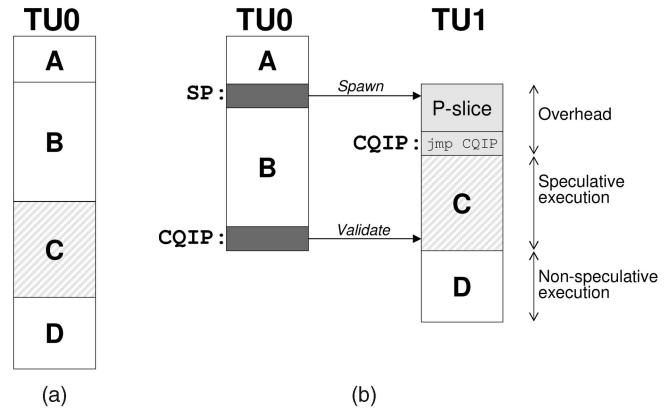 TU0
A
B
C
D
(a)
TU0
TU1
A
SP:
Spawn
P-slice
Overhead
CQIP:
jmp CQIP
B
C
Speculative
execution
CQIP:
Validate
D
Non-speculative
execution
(b)